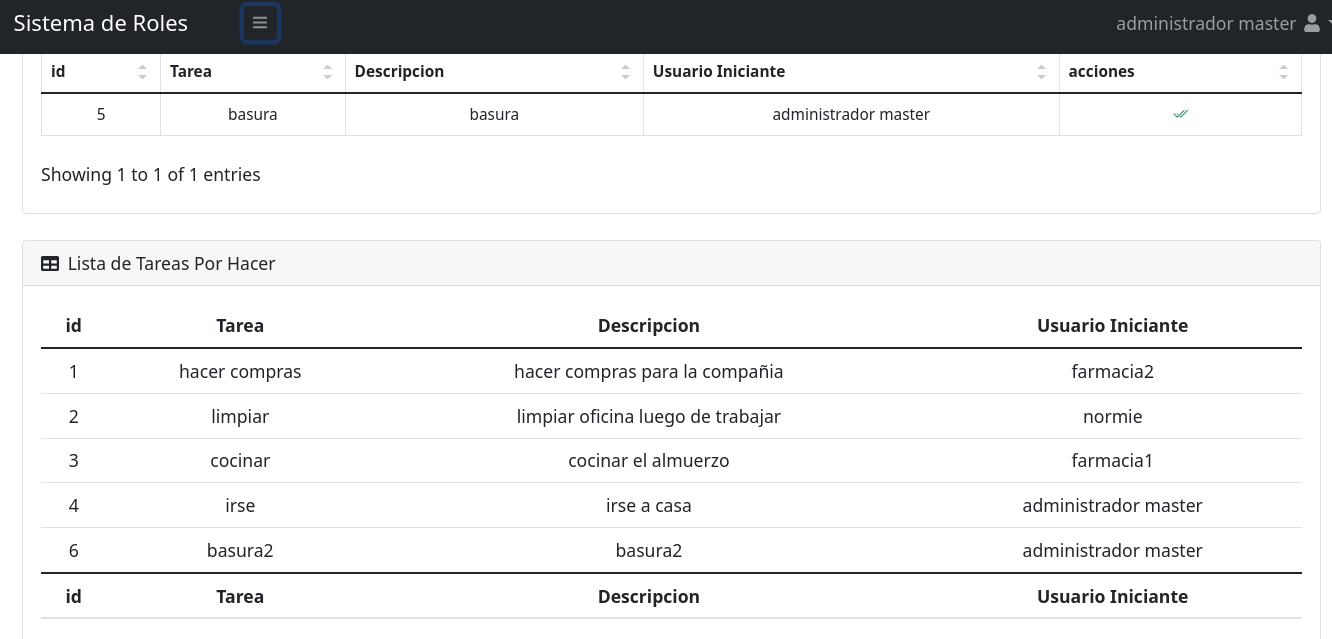 Sistema de Roles administrador master
id Tarea Descripcion Usuario Iniciante acciones
5 basura basura administrador master
Showing 1 to 1 of 1 entries
Lista de Tareas Por Hacer
id Tarea Descripcion Usuario Iniciante
1 hacer compras hacer compras para la compañia farmacia2
2 limpiar limpiar oficina luego de trabajar normie
3 cocinar cocinar el almuerzo farmacia1
4 irse irse a casa administrador master
6 basura2 basura2 administrador master
id Tarea Descripcion Usuario Iniciante